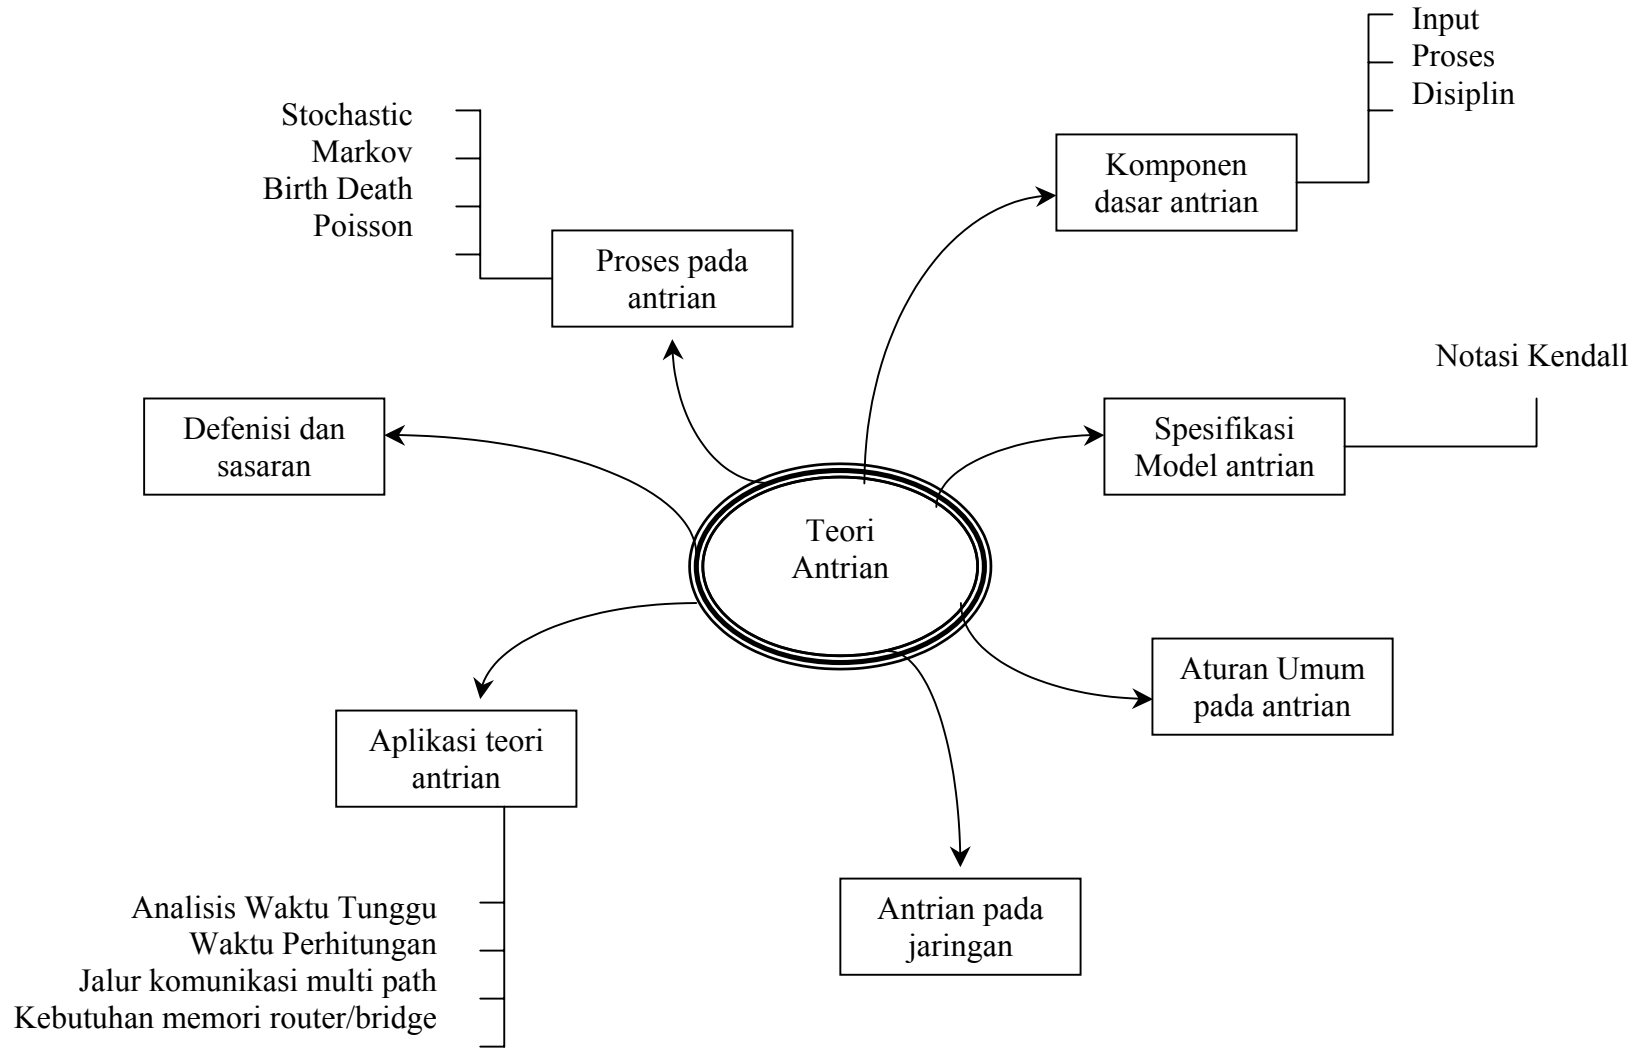 Input
Proses
Disiplin
Stochastic
Markov
Birth Death
Poisson
Komponen
dasar antrian
Proses pada
antrian
Notasi Kendall
Defenisi dan
sasaran
Spesifikasi
Model antrian
Teori
Antrian
Aturan Umum
pada antrian
Aplikasi teori
antrian
Antrian pada
jaringan
Analisis Waktu Tunggu
Waktu Perhitungan
Jalur komunikasi multi path
Kebutuhan memori router/bridge